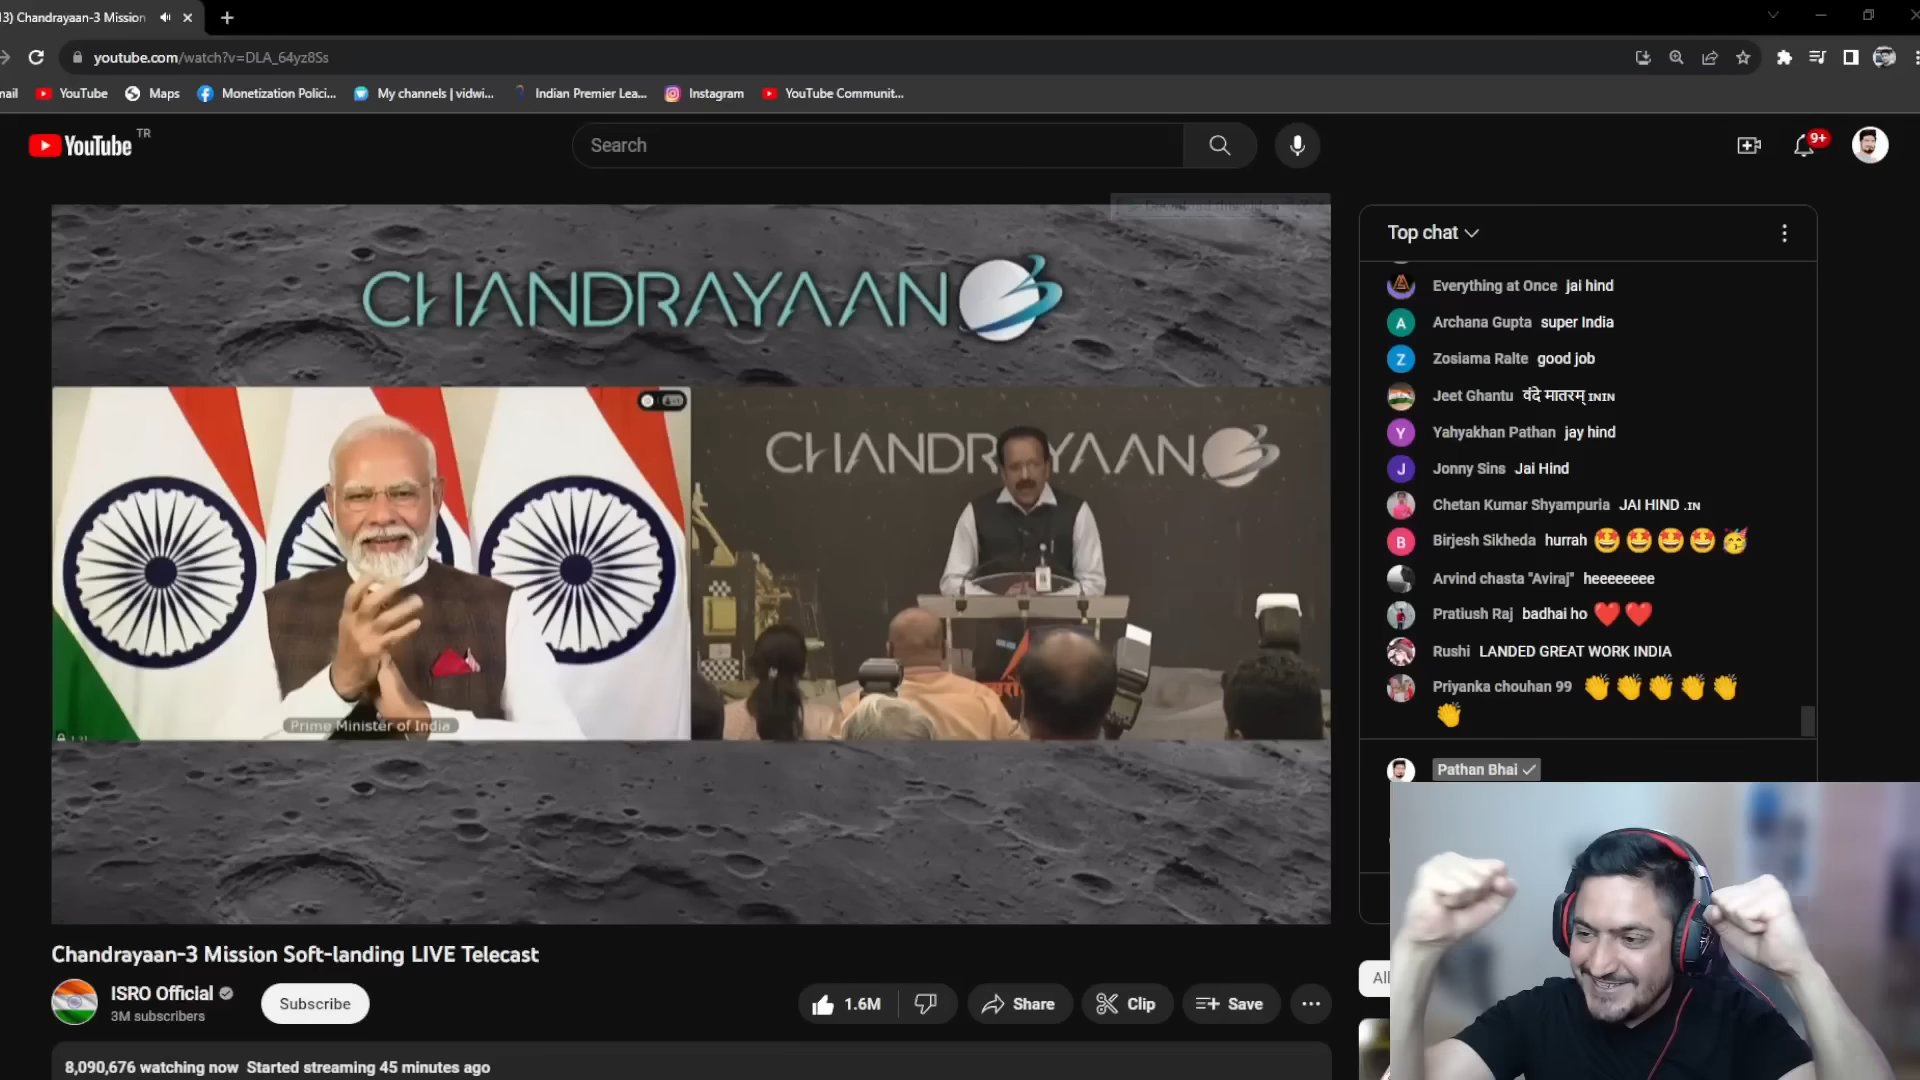 13) Chandrayaan-3 Mission
youtube.com/watch?v=DLA_64yz8Ss
YouTube
Maps
Monetization Polici...
My channels | vidwi...
Indian Premier Lea...
Instagram
YouTube Communit...
YouTube TR
Search
9+
CHANDRAYAAN
CHANDRAYAAN
Prime Minister of India
Top chat
Everything at Once jai hind
Archana Gupta super India
Zosiama Ralte good job
Jeet Ghantu वंदे मातरम् ININ
Yahyakhan Pathan jay hind
Jonny Sins Jai Hind
Chetan Kumar Shyampuria JAI HIND .IN
Birjesh Sikheda hurrah 🤩🤩🤩🤩🥳
Arvind chasta "Aviraj" heeeeeeee
Pratiush Raj badhai ho ❤️❤️
Rushi LANDED GREAT WORK INDIA
Priyanka chouhan 99 👏👏👏👏👏
👏
Pathan Bhai
All
Chandrayaan-3 Mission Soft-landing LIVE Telecast
ISRO Official
3M subscribers
Subscribe
1.6M
Share
Clip
Save
8,090,676 watching now Started streaming 45 minutes ago